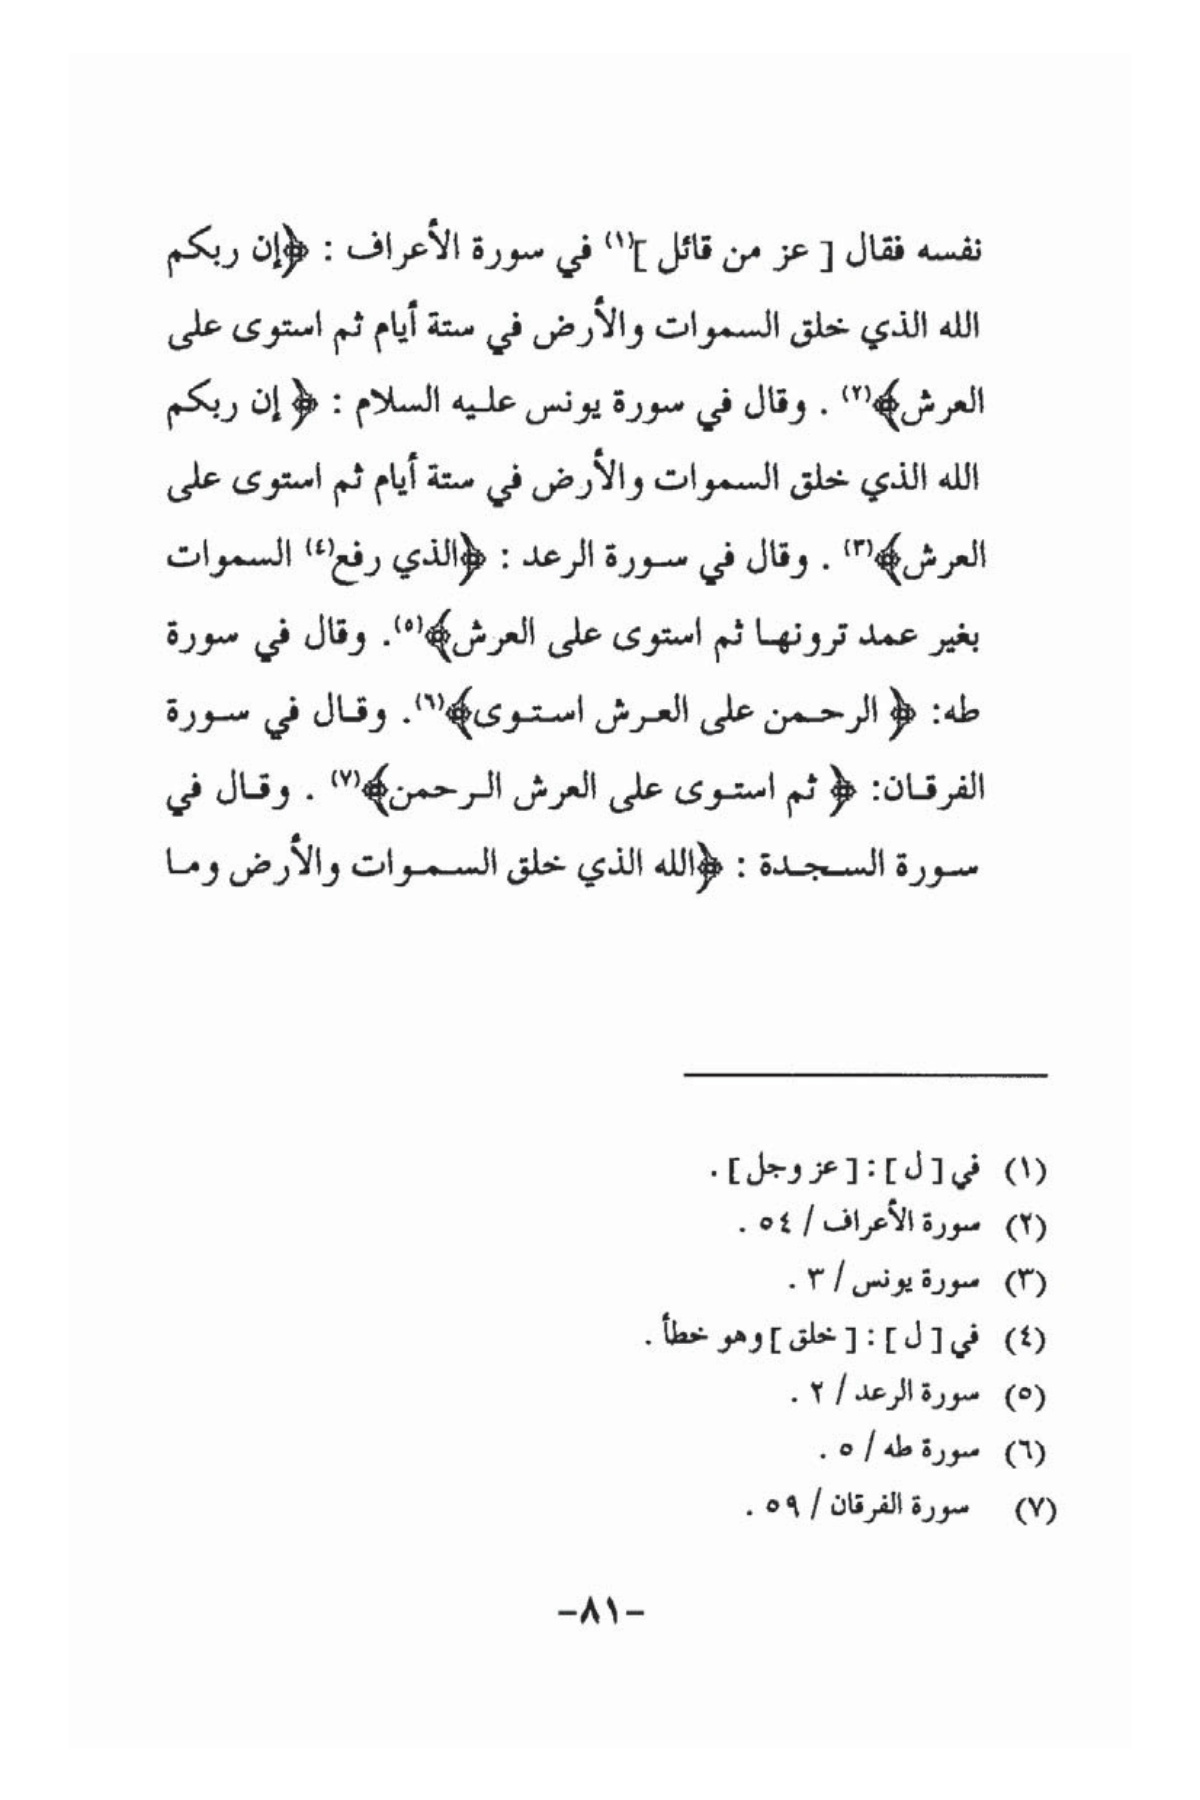 نفسه فقال [ عز من قائل ](١) في سورة الأعراف : ﴿إن ربكم
الله الذي خلق السموات والأرض في ستة أيام ثم استوى على
العرش﴾(٢) . وقال في سورة يونس عليه السلام : ﴿ إن ربكم
الله الذي خلق السموات والأرض في ستة أيام ثم استوى على
العرش﴾(٣) . وقال في سورة الرعد : ﴿الذي رفع(٤) السموات
بغير عمد ترونها ثم استوى على العرش﴾(٥). وقال في سورة
طه: ﴿ الرحمن على العرش استوى﴾(٦). وقال في سورة
الفرقان: ﴿ ثم استوى على العرش الرحمن﴾(٧) . وقال في
سورة السجدة : ﴿الله الذي خلق السموات والأرض وما
(١) في [ ل ] : [ عز وجل ] .
(٢) سورة الأعراف / ٥٤ .
(٣) سورة يونس / ٣ .
(٤) في [ ل ] : [ خلق ] وهو خطأ .
(٥) سورة الرعد / ٢ .
(٦) سورة طه / ٥ .
(٧) سورة الفرقان / ٥٩ .
-٨١-